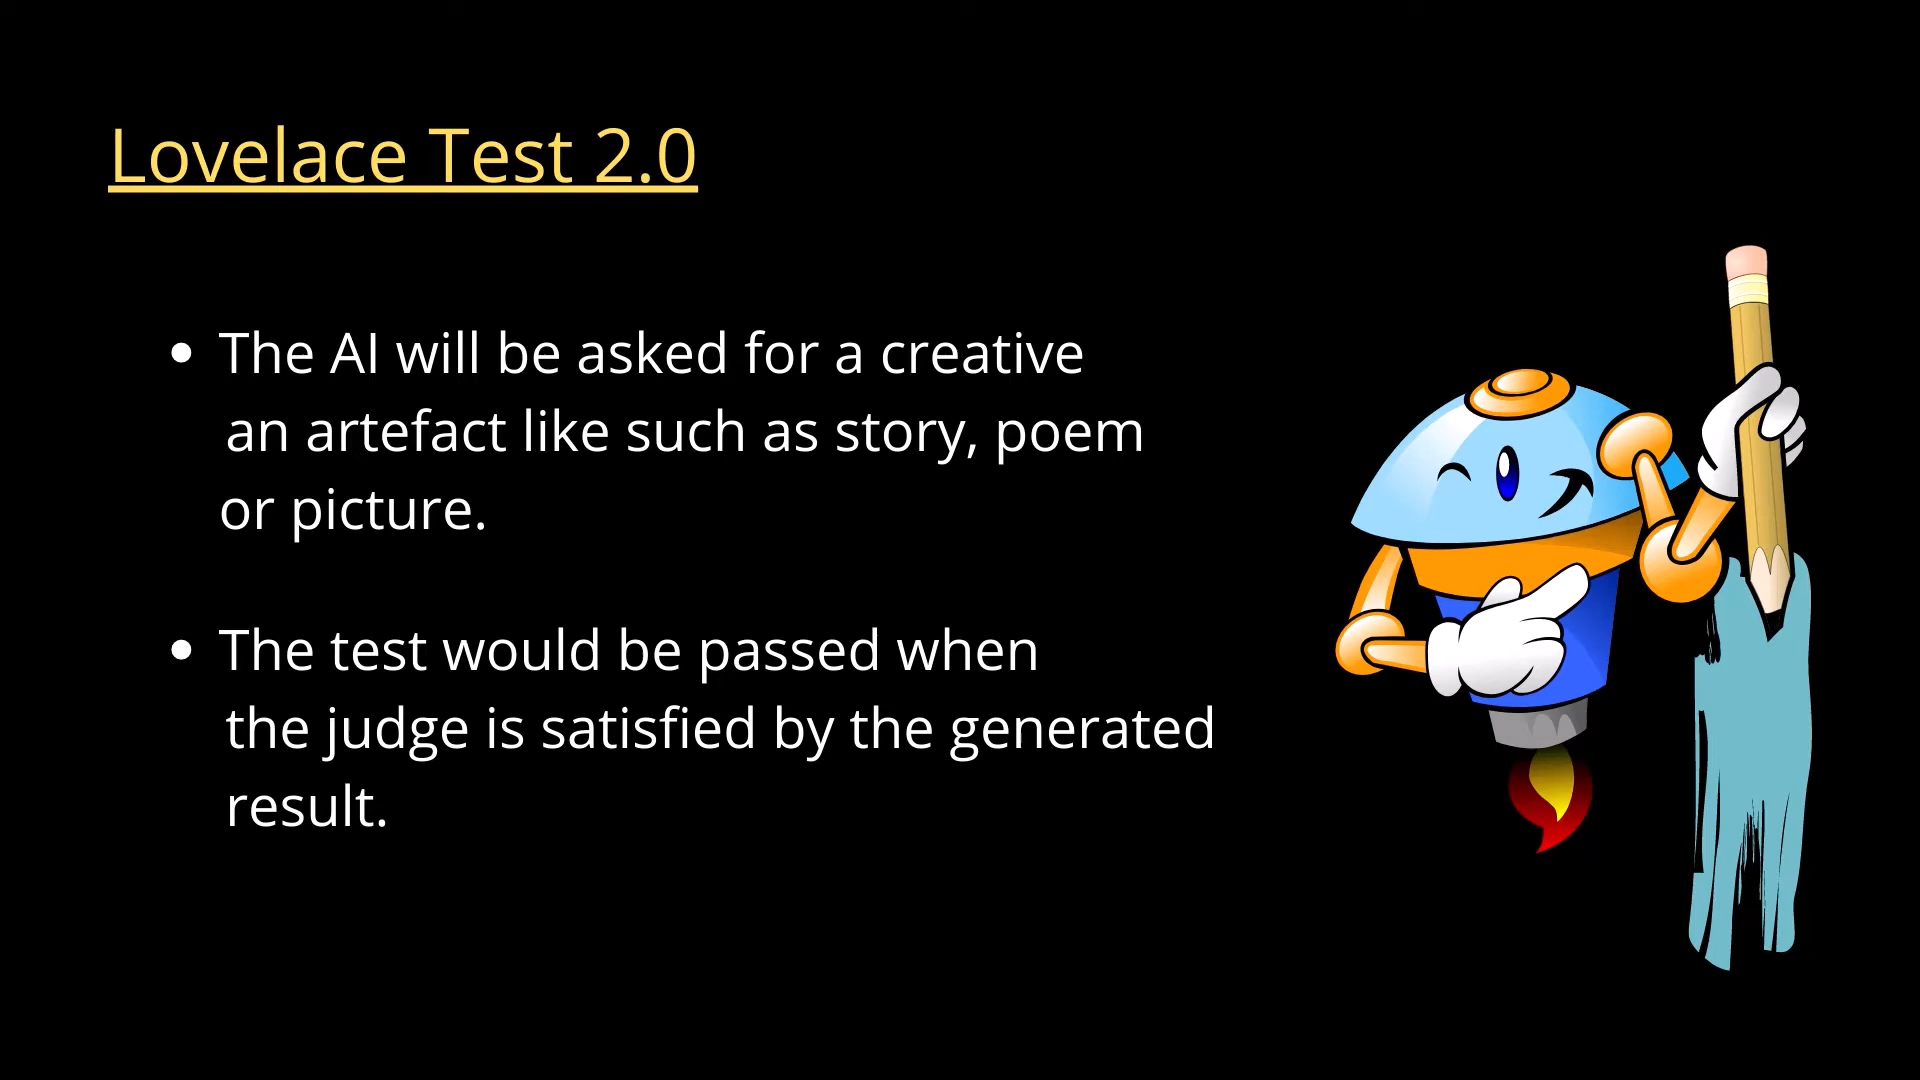 Lovelace Test 2.0
• The AI will be asked for a creative
an artefact like such as story, poem
or picture.
• The test would be passed when
the judge is satisfied by the generated
result.